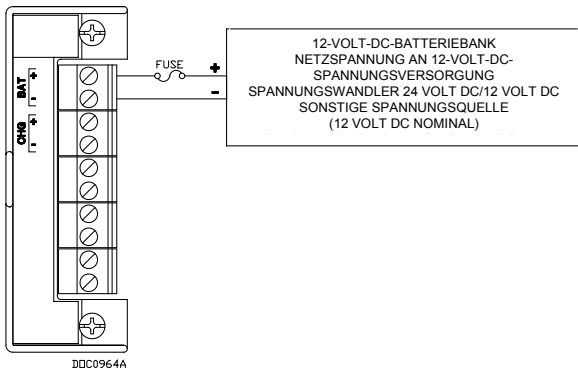 BAT + -
CHG + -
FUSE
+
-
12-VOLT-DC-BATTERIEBANK
NETZSPANNUNG AN 12-VOLT-DC-
SPANNUNGSVERSORGUNG
SPANNUNGSWANDLER 24 VOLT DC/12 VOLT DC
SONSTIGE SPANNUNGSQUELLE
(12 VOLT DC NOMINAL)
DOC0964A